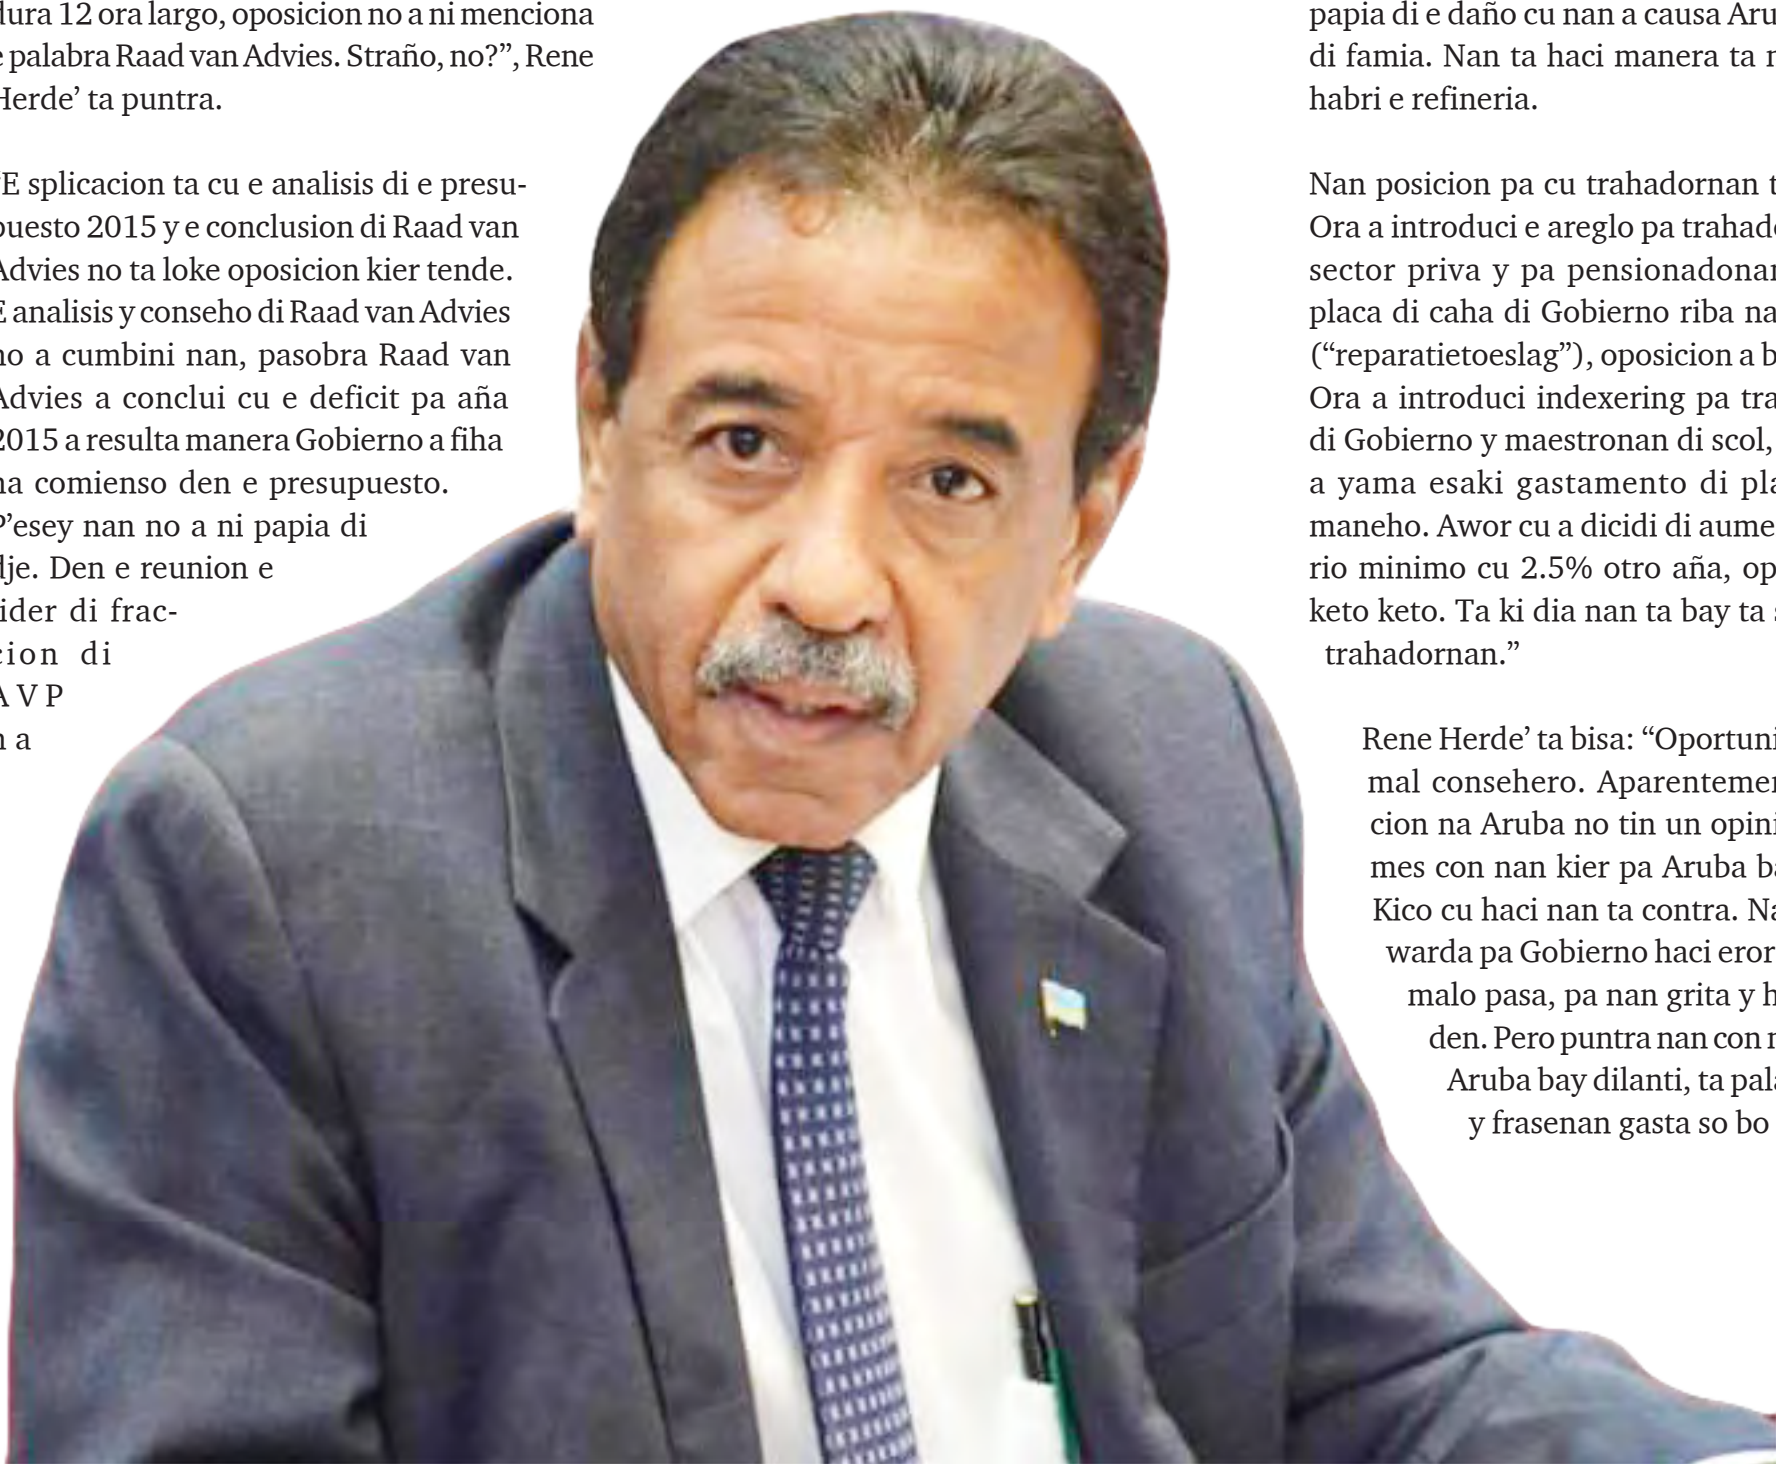 dura 12 ora largo, oposicion no a ni menciona
e palabra Raad van Advies. Straño, no?”, Rene
Herde’ ta puntra.
“E splicacion ta cu e analisis di e presu-
puesto 2015 y e conclusion di Raad van
Advies no ta loke oposicion kier tende.
E analisis y conseho di Raad van Advies
no a cumbini nan, pasobra Raad van
Advies a conclui cu e deficit pa aña
2015 a resulta manera Gobierno a fiha
na comienso den e presupuesto.
P’esey nan no a ni papia di
dje. Den e reunion e
lider di frac-
cion di
AVP
na
papia di e daño cu nan a causa Aru
di famia. Nan ta haci manera ta
habri e refineria.
Nan posicion pa cu trahadornan t
Ora a introduci e areglo pa trahad
sector priva y pa pensionadonan
placa di caha di Gobierno riba na
(“reparatietoeslag”), oposicion a b
Ora a introduci indexering pa tra
di Gobierno y maestronan di scol,
a yama esaki gastamento di pla
maneho. Awor cu a dicidi di aume
rio minimo cu 2.5% otro aña, op
keto keto. Ta ki dia nan ta bay ta s
trahadornan.”
Rene Herde’ ta bisa: “Oportuni
mal consehero. Aparentemen
cion na Aruba no tin un opini
mes con nan kier pa Aruba ba
Kico cu haci nan ta contra. Na
warda pa Gobierno haci eror
malo pasa, pa nan grita y h
den. Pero puntra nan con
Aruba bay dilanti, ta pala
y frasenan gasta so bo